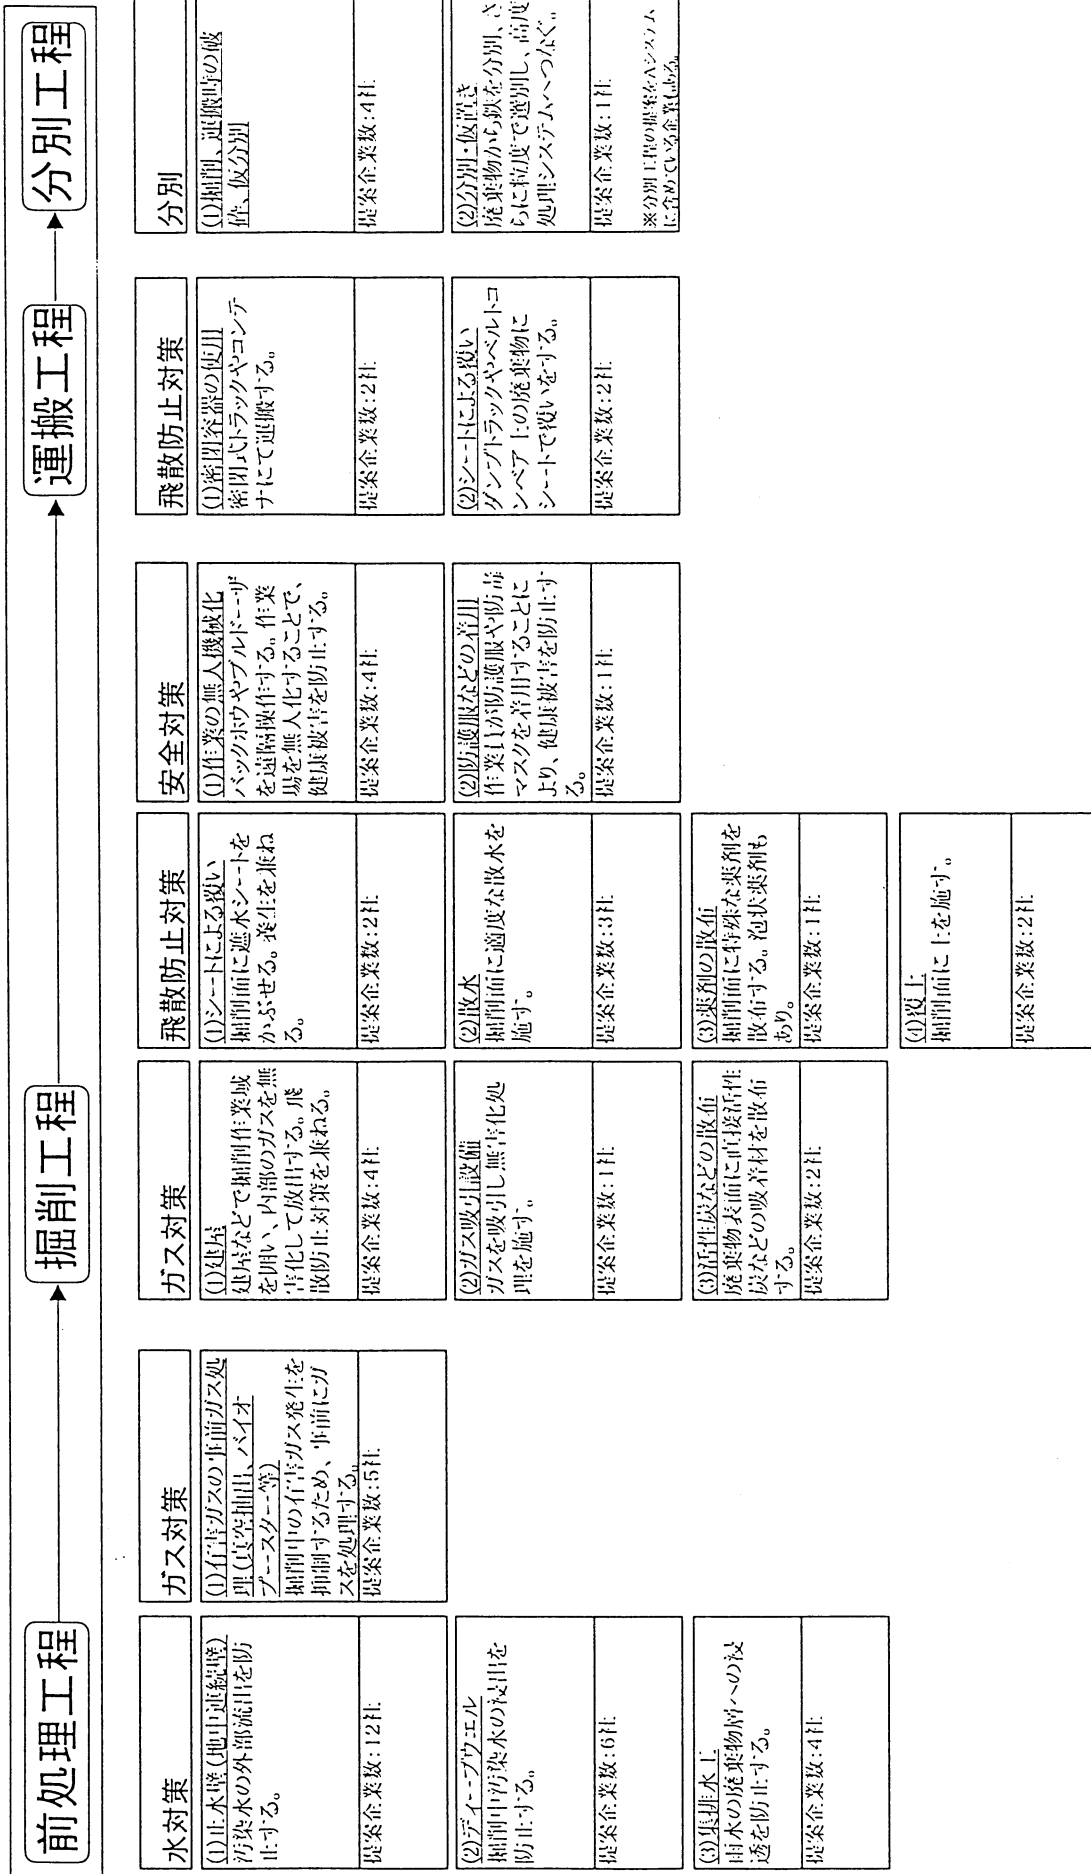 前処理工程
掘削工程
運搬工程
分別工程
水対策
(1)止水壁(地中連続壁)
汚染水の外部流出を防
止する。
提案企業数:12社
(2)ディープウエル
掘削中汚染水の浸出を
防止する。
提案企業数:6社
(3)集排水工
雨水の廃棄物層への浸
透を防止する。
提案企業数:4社
ガス対策
(1)有害ガスの事前ガス処
理(真空抽出、バイオ
ブースター等)
掘削中の有害ガス発生を
抑制するため、事前にガ
スを処理する。
提案企業数:5社
ガス対策
(1)建屋
建屋などで掘削作業域
を囲い、内部のガスを無
害化して放出する。飛
散防止対策を兼ねる。
提案企業数:4社
(2)ガス吸引設備
ガスを吸引し無害化処
理を施す。
提案企業数:1社
(3)活性炭などの散布
廃棄物表面に直接活性
炭などの吸着材を散布
する。
提案企業数:2社
飛散防止対策
(1)シートによる覆い
掘削面に遮水シートを
かぶせる。養生を兼ね
る。
提案企業数:2社
(2)散水
掘削面に適度な散水を
施す。
提案企業数:3社
(3)薬剤の散布
掘削面に特殊な薬剤を
散布する。泡状薬剤も
あり。
提案企業数:1社
(4)覆土
掘削面に土を施す。
提案企業数:2社
安全対策
(1)作業の無人機械化
バックホウやブルドーザ
を遠隔操作する。作業
場を無人化することで、
健康被害を防止する。
提案企業数:4社
(2)防護服などの着用
作業員が防護服や防毒
マスクを着用することに
より、健康被害を防止す
る。
提案企業数:1社
飛散防止対策
(1)密閉容器の使用
密閉式トラックやコンテ
ナにて運搬する。
提案企業数:2社
(2)シートによる覆い
ダンプトラックやベルトコ
ンベア上の廃棄物に
シートで覆いをする。
提案企業数:2社
分別
(1)掘削、運搬時の破
砕、仮分別
提案企業数:4社
(2)分別・仮置き
廃棄物から鉄を分別、さ
らに粒度で選別し、高度
処理システムへつなぐ。
提案企業数:1社
※分別工程の提案をAシステム
に含めている企業もある。